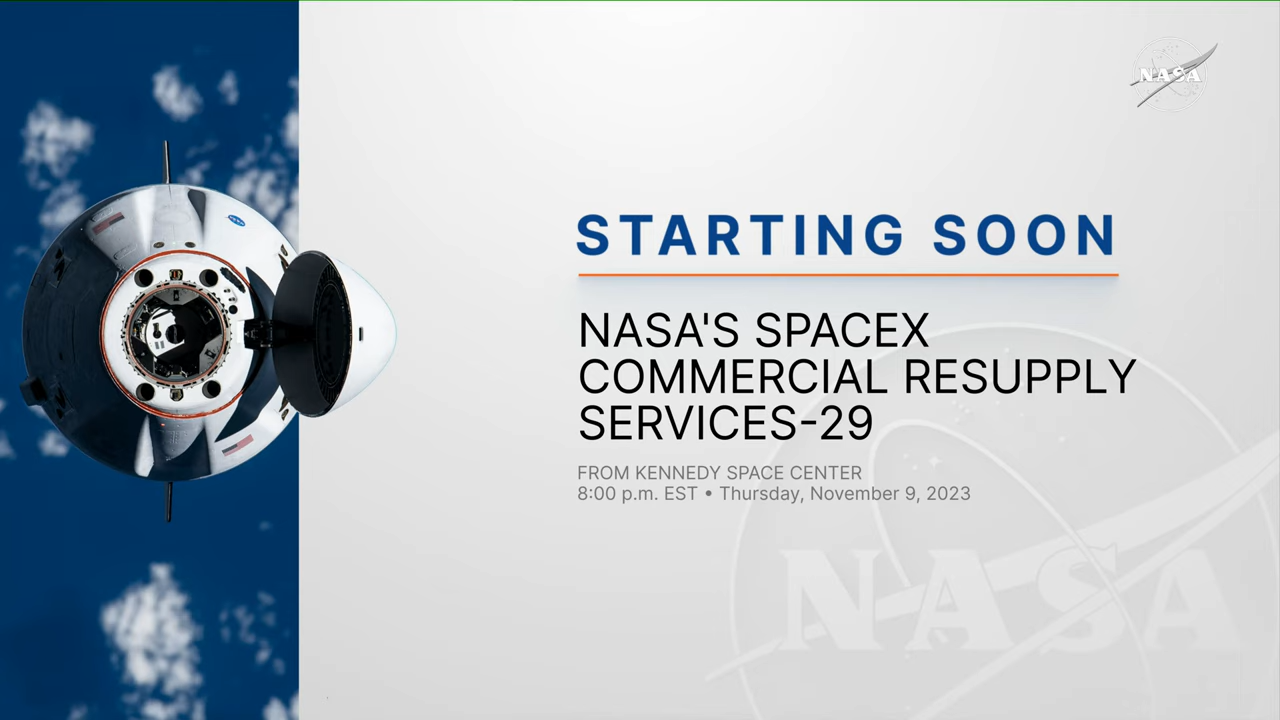 NASA
STARTING SOON
NASA'S SPACEX
COMMERCIAL RESUPPLY
SERVICES-29
FROM KENNEDY SPACE CENTER
8:00 p.m. EST • Thursday, November 9, 2023
NASA